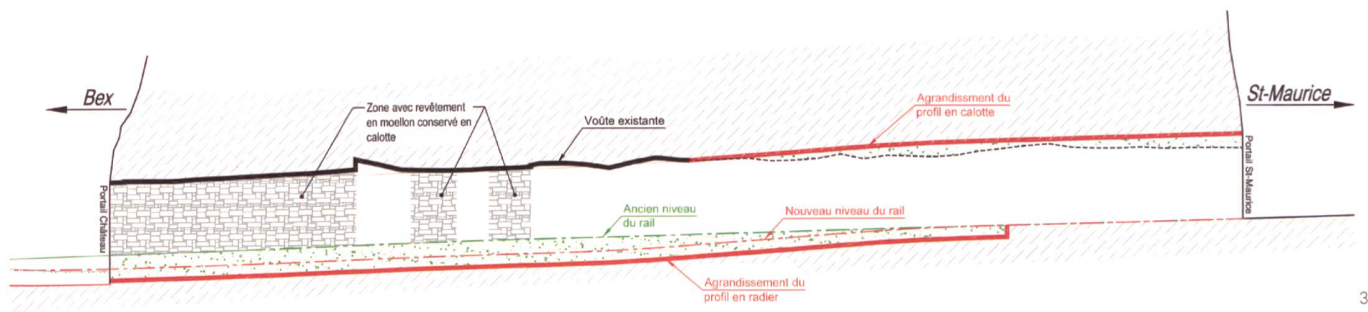 Bex
Zone avec revêtement
en moellon conservé en
calotte
Voûte existante
Agrandissment du
profil en calotte
St-Maurice
Portail Château
Portail St-Maurice
Ancien niveau
du rail
Nouveau niveau du rail
Agrandissement du
profil en radier
3